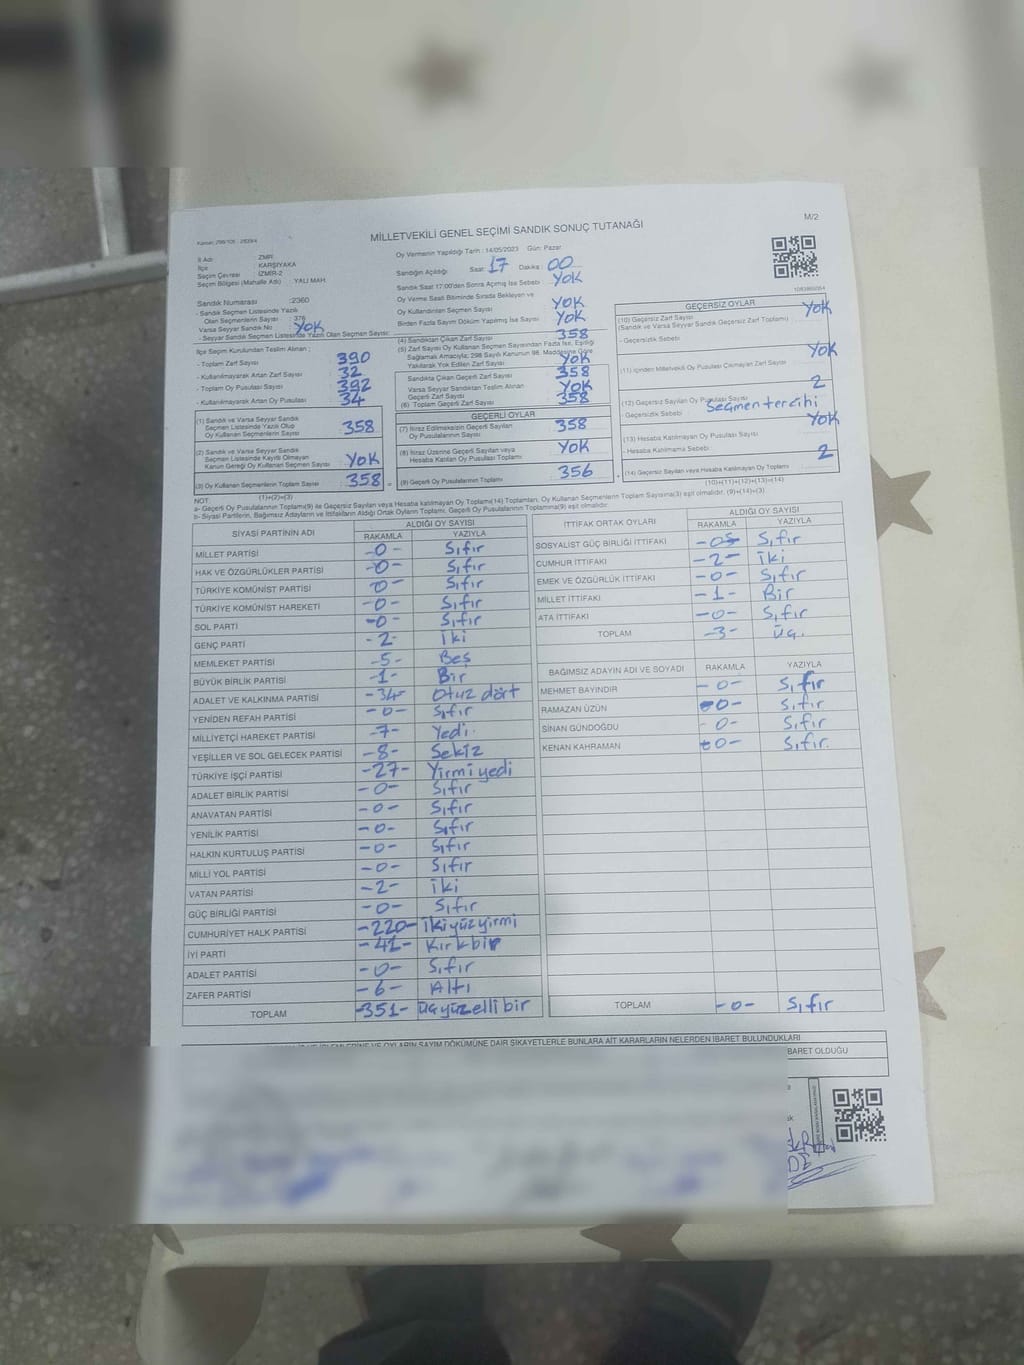 MİLLETVEKİLİ GENEL SEÇİMİ SANDIK SONUÇ TUTANAĞI
M/2
İl Adı : İZMİR
İlçe : KARŞIYAKA
Seçim Çevresi : İZMİR-2
Seçim Bölgesi (Mahalle Adı) YALI MAH.
Oy Vermenin Yapıldığı Tarih : 14/05/2023 Gün: Pazar
Sandığın Açıldığı Saat: 17 Dakika: 00
Sandık Saat 17:00'den Sonra Açılmış İse Sebebi YOK
Oy Verme Saati Bitiminde Sırada Bekleyen ve
Oy Kullandırılan Seçmen Sayısı YOK
Birden Fazla Sayım Döküm Yapılmış İse Sayısı YOK
Sandık Numarası :2360
- Sandık Seçmen Listesinde Yazılı
Olan Seçmenlerin Sayısı : 376
Varsa Seyyar Sandık No : YOK
- Seyyar Sandık Seçmen Listesinde Yazılı Olan Seçmen Sayısı:
İlçe Seçim Kurulundan Teslim Alınan :
- Toplam Zarf Sayısı 390
- Kullanılmayarak Artan Zarf Sayısı 32
- Toplam Oy Pusulası Sayısı 392
- Kullanılmayarak Artan Oy Pusulası 34
(1) Sandık ve Varsa Seyyar Sandık
Seçmen Listesinde Yazılı Olup
Oy Kullanan Seçmenlerin Sayısı 358
(2) Sandık ve Varsa Seyyar Sandık
Seçmen Listesinde Kayıtlı Olmayan
Kanun Gereği Oy Kullanan Seçmen Sayısı YOK
(3) Oy Kullanan Seçmenlerin Toplam Sayısı 358
(1)+(2)=(3)
(4) Sandıktan Çıkan Zarf Sayısı 358
(5) Zarf Sayısı Oy Kullanan Seçmen Sayısından Fazla İse, Eşitliği
Sağlamak Amacıyla; 298 Sayılı Kanunun 98. Maddesine Göre
Yakılarak Yok Edilen Zarf Sayısı YOK
Sandıkta Çıkan Geçerli Zarf Sayısı 358
Varsa Seyyar Sandıktan Teslim Alınan
Geçerli Zarf Sayısı YOK
(6) Toplam Geçerli Zarf Sayısı 358
GEÇERLİ OYLAR
(7) İtiraz Edilmeksizin Geçerli Sayılan
Oy Pusulalarının Sayısı 358
(8) İtiraz Üzerine Geçerli Sayılan veya
Hesaba Katılan Oy Pusulası Toplamı YOK
(9) Geçerli Oy Pusulalarının Toplamı 356
GEÇERSİZ OYLAR
(10) Geçersiz Zarf Sayısı YOK
(Sandık ve Varsa Seyyar Sandık Geçersiz Zarf Toplamı)
- Geçersizlik Sebebi
(11) İçinden Milletvekili Oy Pusulası Çıkmayan Zarf Sayısı YOK
(12) Geçersiz Sayılan Oy Pusulası Sayısı 2
- Geçersizlik Sebebi Seçmen tercihi
(13) Hesaba Katılmayan Oy Pusulası Sayısı YOK
- Hesaba Katılmama Sebebi
(14) Geçersiz Sayılan veya Hesaba Katılmayan Oy Toplamı 2
(10)+(11)+(12)+(13)=(14)
NOT:
a- Geçerli Oy Pusulalarının Toplamı(9) ile Geçersiz Sayılan veya Hesaba katılmayan Oy Toplamı(14) Toplamları, Oy Kullanan Seçmenlerin Toplam Sayısına(3) eşit olmalıdır. (9)+(14)=(3)
b- Siyasi Partilerin, Bağımsız Adayların ve İttifakların Aldığı Ortak Oyların Toplamı, Geçerli Oy Pusulalarının Toplamına(9) eşit olmalıdır.
SİYASİ PARTİNİN ADI ALDIĞI OY SAYISI
RAKAMLA YAZIYLA
MİLLET PARTİSİ -0- Sıfır
HAK VE ÖZGÜRLÜKLER PARTİSİ -0- Sıfır
TÜRKİYE KOMÜNİST PARTİSİ 0- Sıfır
TÜRKİYE KOMÜNİST HAREKETİ -0- Sıfır
SOL PARTİ -0- Sıfır
GENÇ PARTİ -2- İki
MEMLEKET PARTİSİ -5- Beş
BÜYÜK BİRLİK PARTİSİ -1- Bir
ADALET VE KALKINMA PARTİSİ -34- Otuz dört
YENİDEN REFAH PARTİSİ -0- Sıfır
MİLLİYETÇİ HAREKET PARTİSİ -7- Yedi
YEŞİLLER VE SOL GELECEK PARTİSİ -8- Sekiz
TÜRKİYE İŞÇİ PARTİSİ -27- Yirmi yedi
ADALET BİRLİK PARTİSİ -0- Sıfır
ANAVATAN PARTİSİ -0- Sıfır
YENİLİK PARTİSİ -0- Sıfır
HALKIN KURTULUŞ PARTİSİ -0- Sıfır
MİLLİ YOL PARTİSİ -0- Sıfır
VATAN PARTİSİ -2- İki
GÜÇ BİRLİĞİ PARTİSİ -0- Sıfır
CUMHURİYET HALK PARTİSİ -220- İki yüz yirmi
İYİ PARTİ -41- Kırk bir
ADALET PARTİSİ -0- Sıfır
ZAFER PARTİSİ -6- Altı
TOPLAM -351- Üç yüz elli bir
İTTİFAK ORTAK OYLARI ALDIĞI OY SAYISI
RAKAMLA YAZIYLA
SOSYALİST GÜÇ BİRLİĞİ İTTİFAKI Sıfır
CUMHUR İTTİFAKI -2- İki
EMEK VE ÖZGÜRLÜK İTTİFAKI -0- Sıfır
MİLLET İTTİFAKI -1- Bir
ATA İTTİFAKI -0- Sıfır
TOPLAM -3- Üç.
BAĞIMSIZ ADAYIN ADI VE SOYADI RAKAMLA YAZIYLA
MEHMET BAYINDIR -0- Sıfır
RAMAZAN ÜZÜN -0- Sıfır
SİNAN GÜNDOĞDU -0- Sıfır
KENAN KAHRAMAN -0- Sıfır.
TOPLAM -0- Sıfır
OYLARIN SAYIM DÖKÜMÜNE DAİR ŞİKAYETLERLE BUNLARA AİT KARARLARIN NELERDEN İBARET BULUNDUKLARI
BARET OLDUĞU